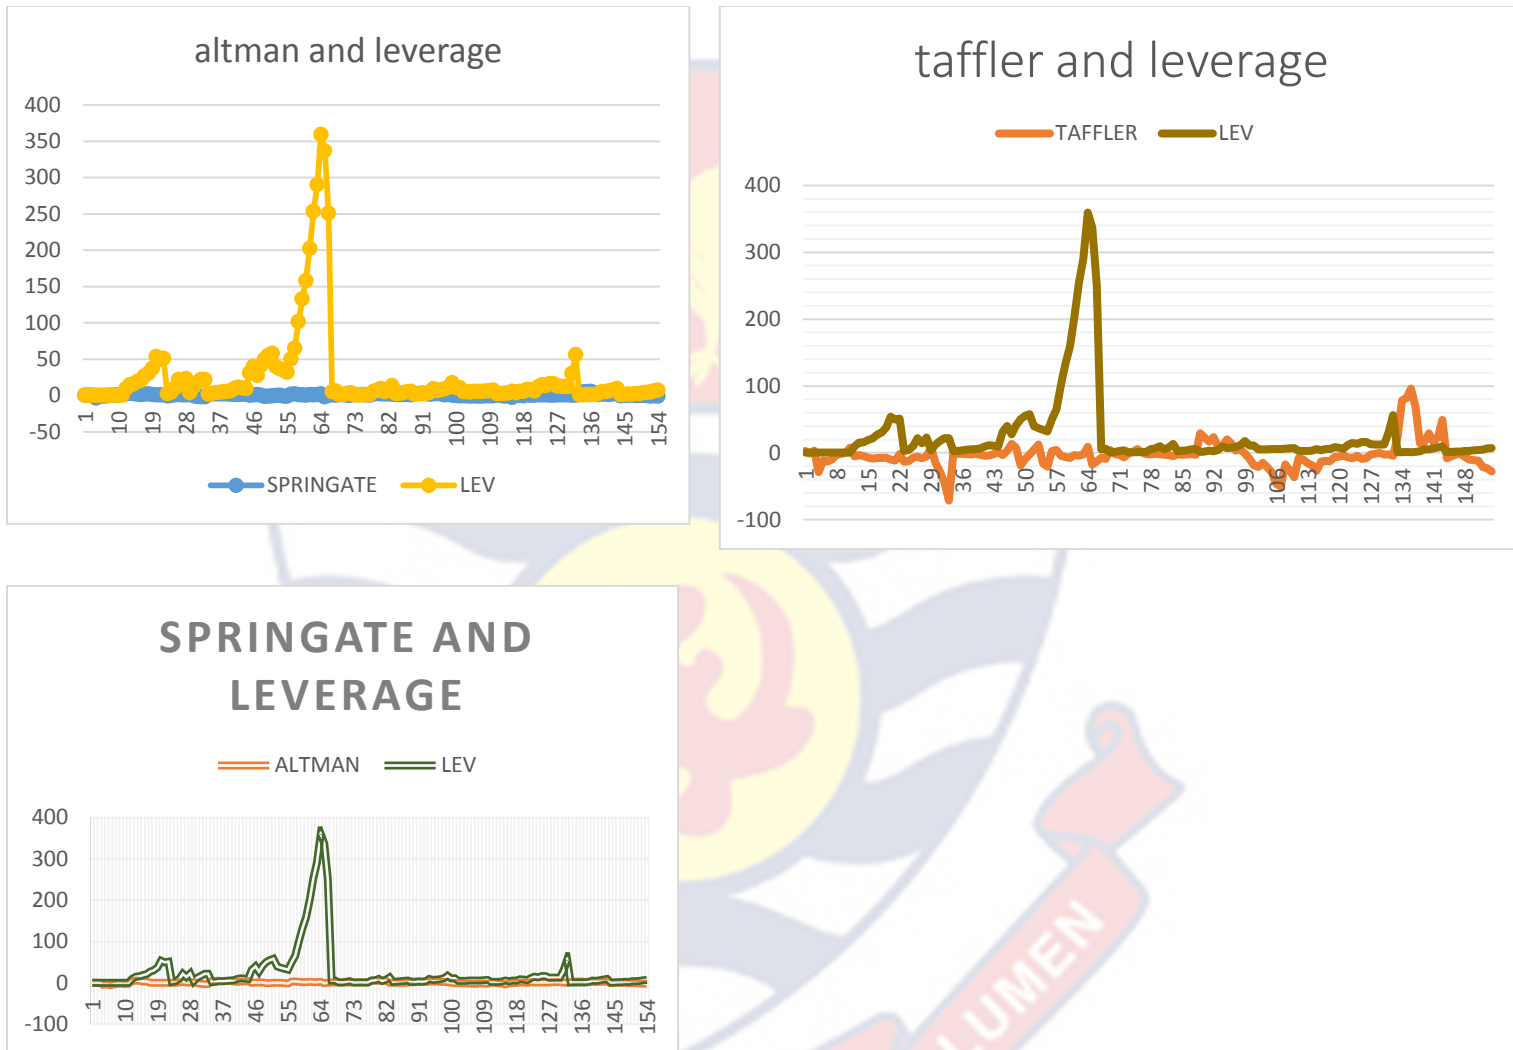 altman and leverage
400
350
300
250
200
150
100
50
0
-50
1 10 19 28 37 46 55 64 73 82 91 100 109 118 127 136 145 154
SPRINGATE LEV
taffler and leverage
TAFFLER LEV
400
300
200
100
0
-100
1 8 15 22 29 36 43 50 57 64 71 78 85 92 99 106 113 120 127 134 141 148
SPRINGATE AND
LEVERAGE
ALTMAN LEV
400
300
200
100
0
-100
1 10 19 28 37 46 55 64 73 82 91 100 109 118 127 136 145 154
LUMEN